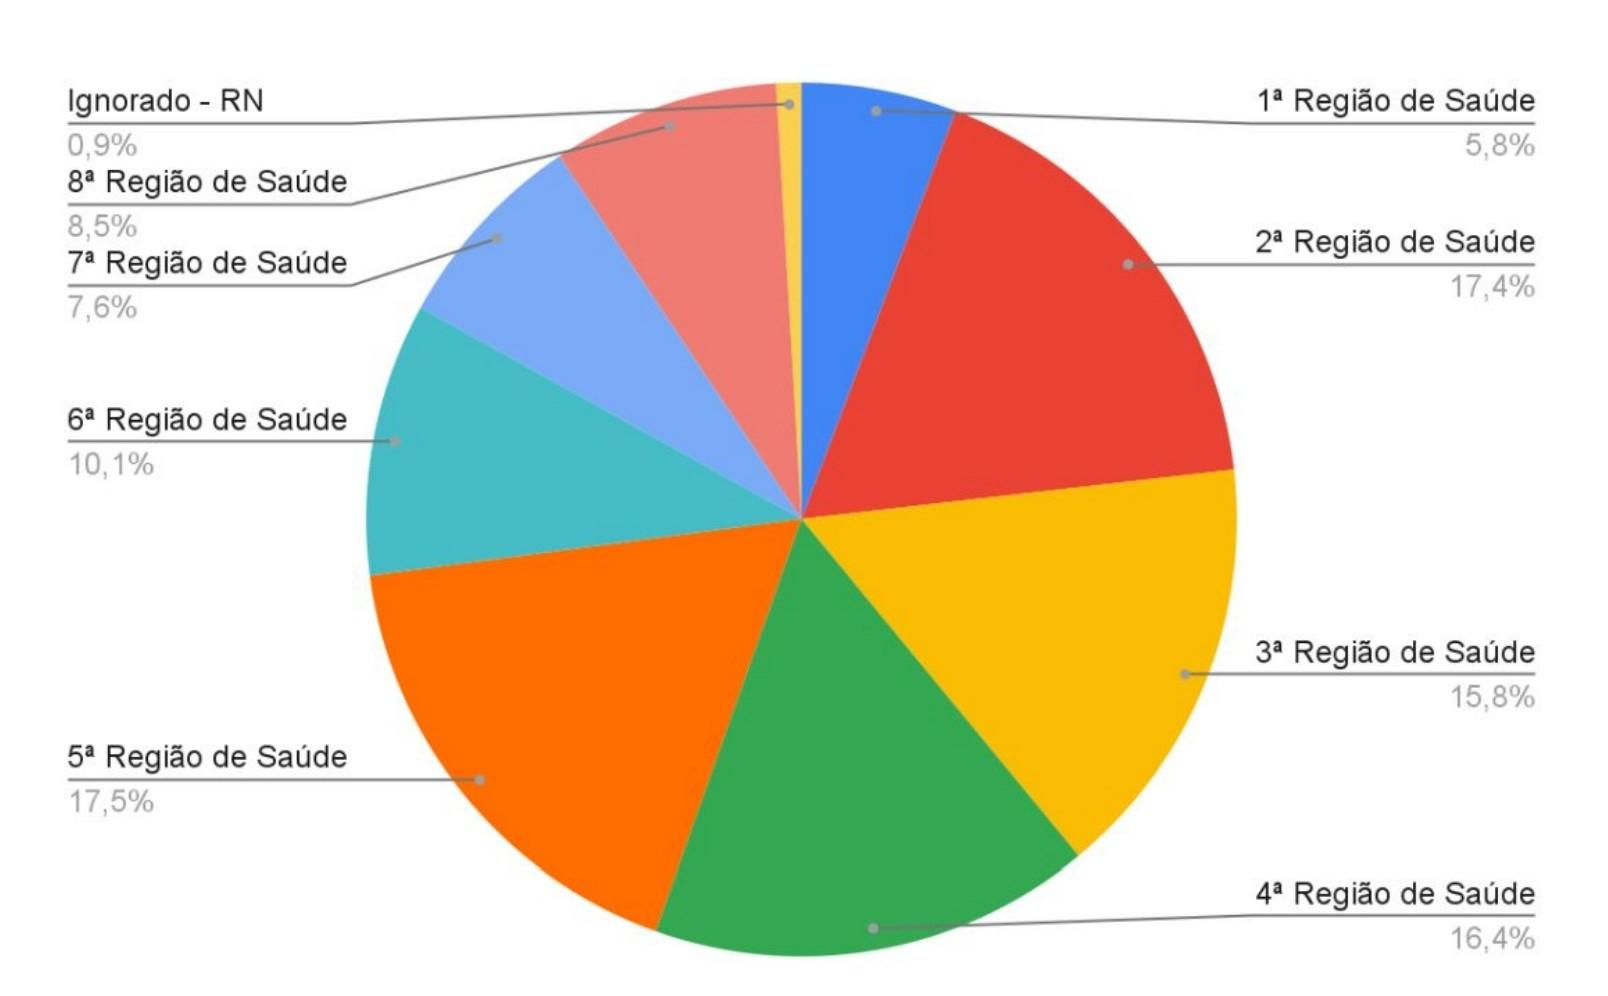 Ignorado - RN
0,9%
8ª Região de Saúde
8,5%
7ª Região de Saúde
7,6%
6ª Região de Saúde
10,1%
5ª Região de Saúde
17,5%
1ª Região de Saúde
5,8%
2ª Região de Saúde
17,4%
3ª Região de Saúde
15,8%
4ª Região de Saúde
16,4%